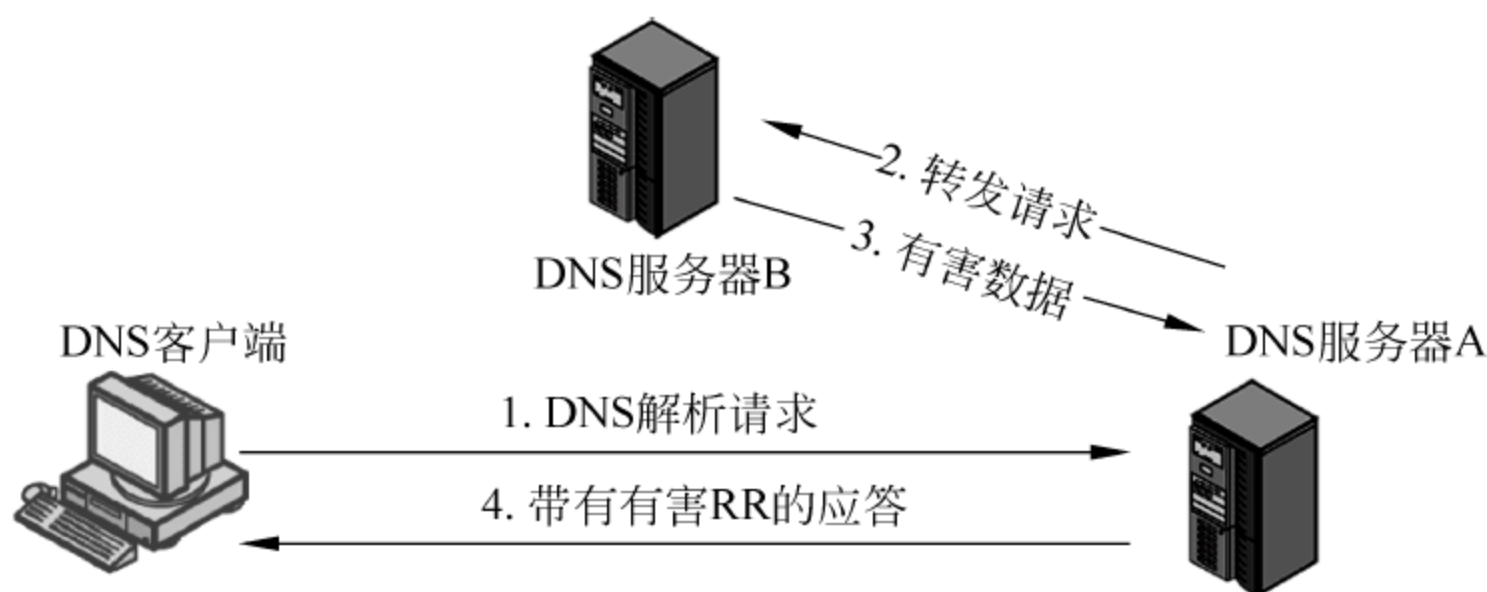 2. 转发请求
3. 有害数据
DNS服务器B
DNS客户端
DNS服务器A
1. DNS解析请求
4. 带有有害RR的应答